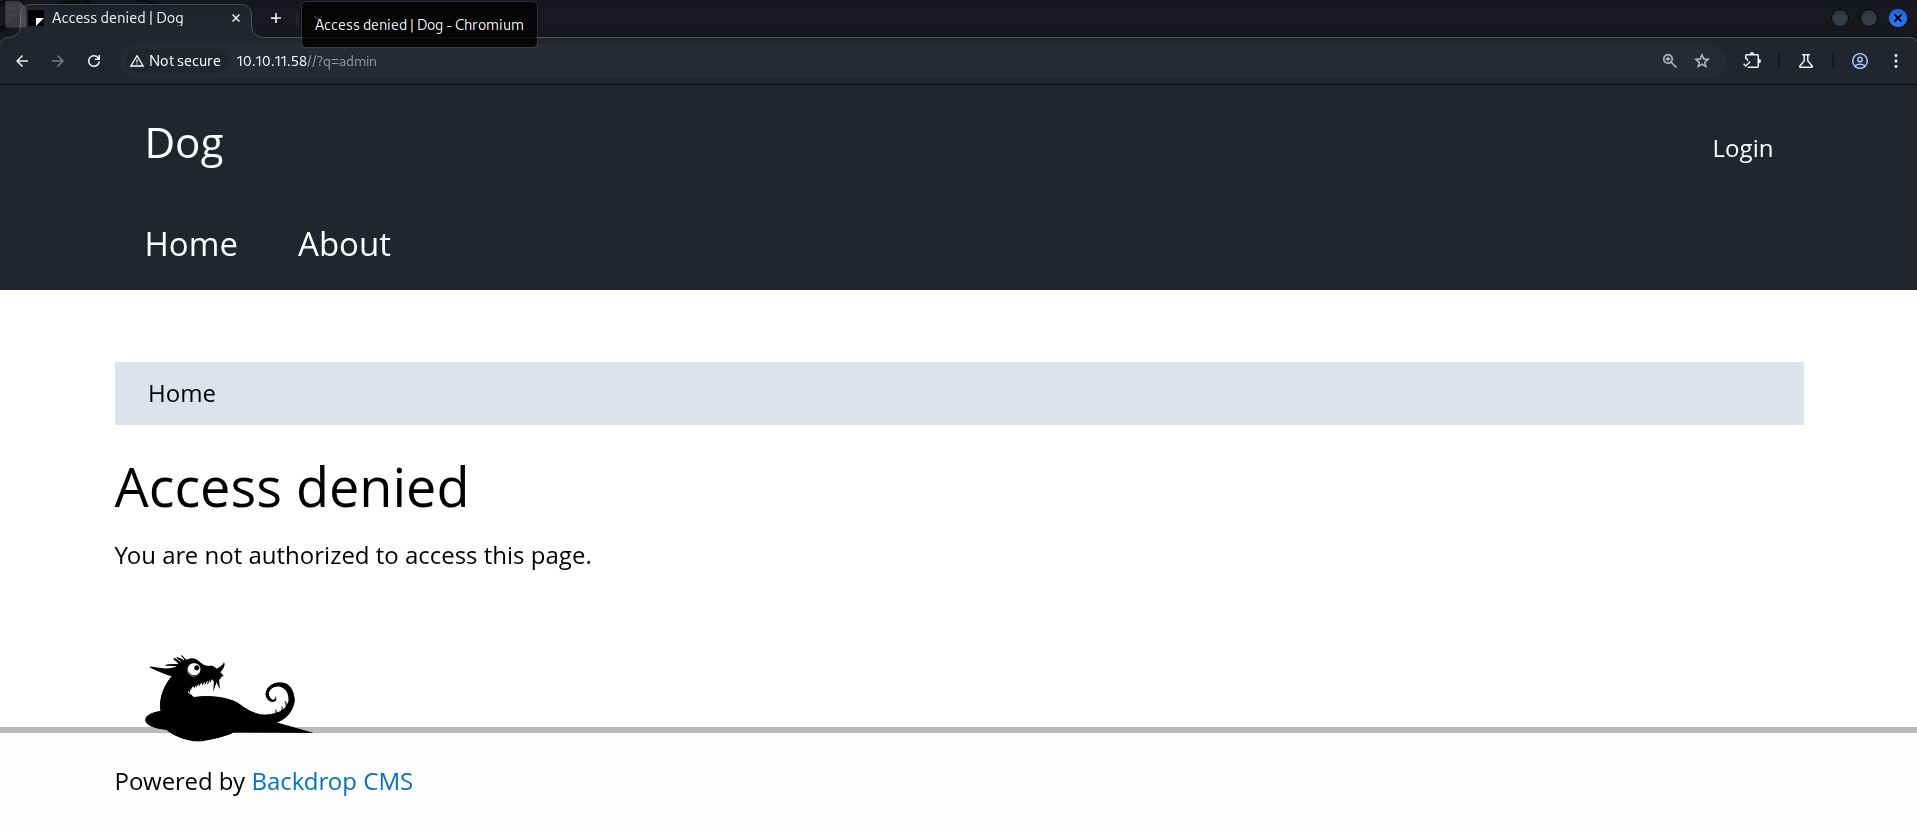 Access denied | Dog
Access denied | Dog - Chromium
Not secure
10.10.11.58//?q=admin
Dog
Login
Home
About
Home
Access denied
You are not authorized to access this page.
Powered by Backdrop CMS